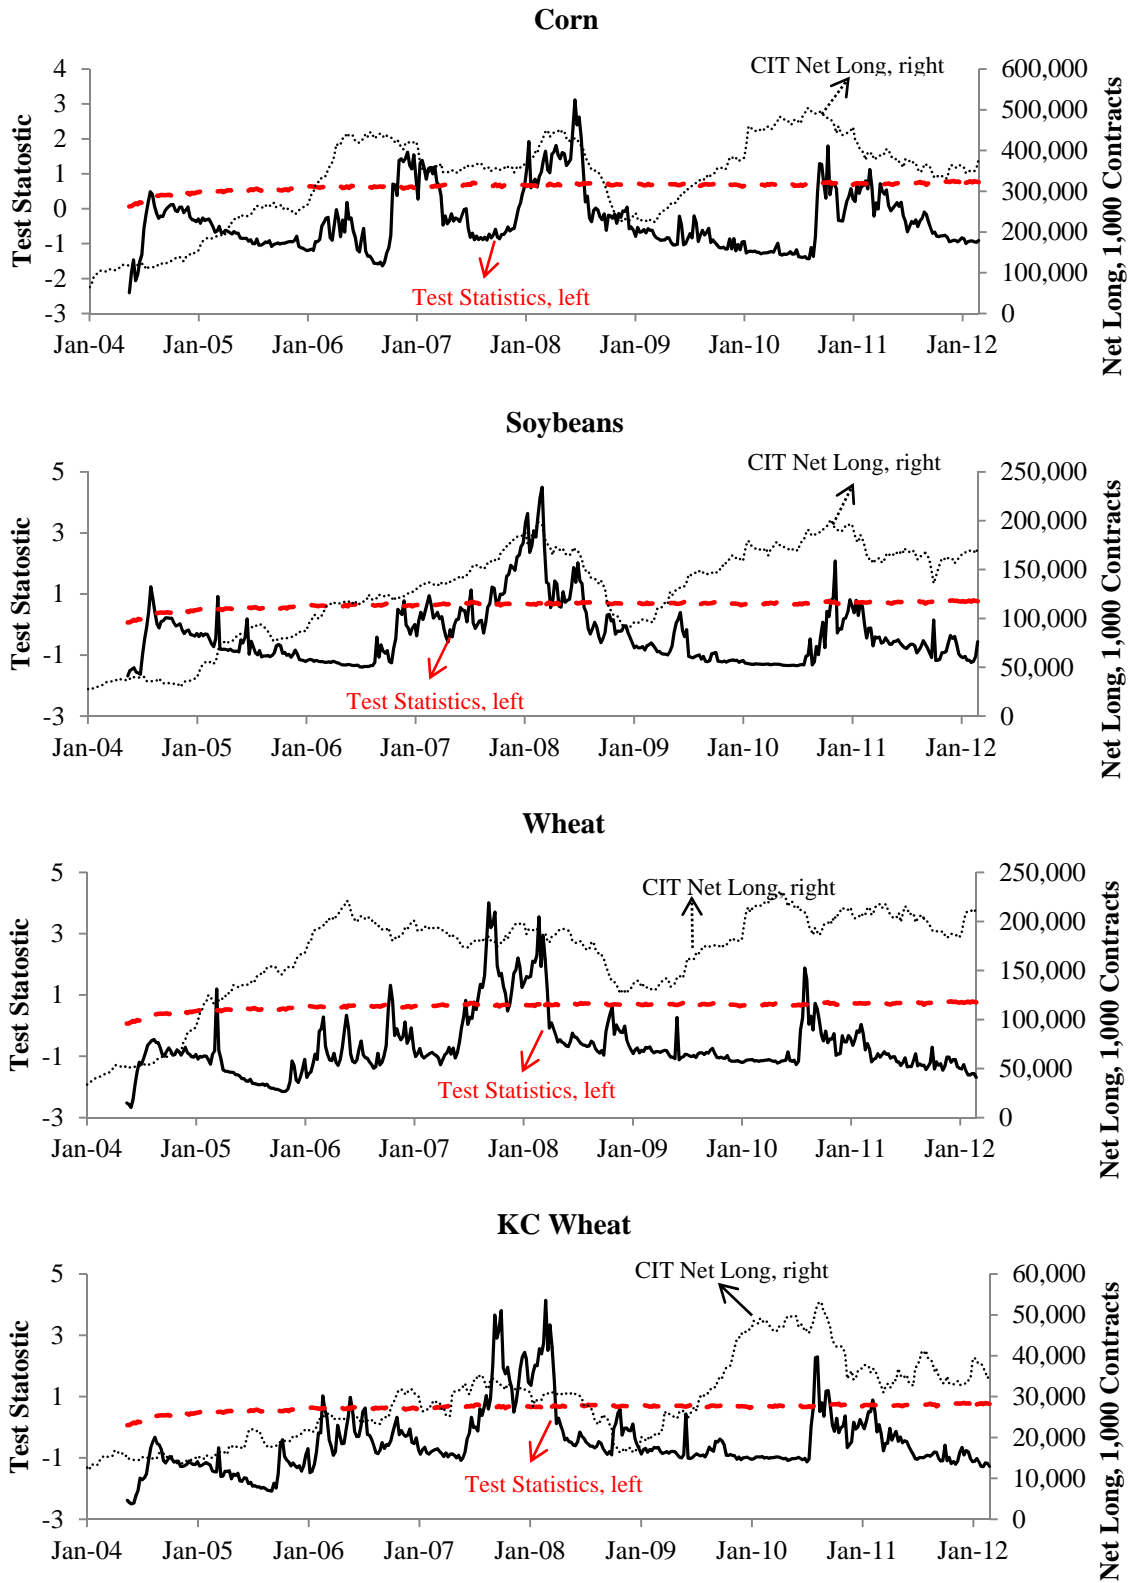 Corn
CIT Net Long, right
Test Statostic
4
3
2
1
0
-1
-2
-3
600,000
500,000
400,000
300,000
200,000
100,000
0
Net Long, 1,000 Contracts
Test Statistics, left
Jan-04 Jan-05 Jan-06 Jan-07 Jan-08 Jan-09 Jan-10 Jan-11 Jan-12
Soybeans
CIT Net Long, right
Test Statostic
5
3
1
-1
-3
250,000
200,000
150,000
100,000
50,000
0
Net Long, 1,000 Contracts
Test Statistics, left
Jan-04 Jan-05 Jan-06 Jan-07 Jan-08 Jan-09 Jan-10 Jan-11 Jan-12
Wheat
CIT Net Long, right
Test Statostic
5
3
1
-1
-3
250,000
200,000
150,000
100,000
50,000
0
Net Long, 1,000 Contracts
Test Statistics, left
Jan-04 Jan-05 Jan-06 Jan-07 Jan-08 Jan-09 Jan-10 Jan-11 Jan-12
KC Wheat
CIT Net Long, right
Test Statostic
5
3
1
-1
-3
60,000
50,000
40,000
30,000
20,000
10,000
0
Net Long, 1,000 Contracts
Test Statistics, left
Jan-04 Jan-05 Jan-06 Jan-07 Jan-08 Jan-09 Jan-10 Jan-11 Jan-12